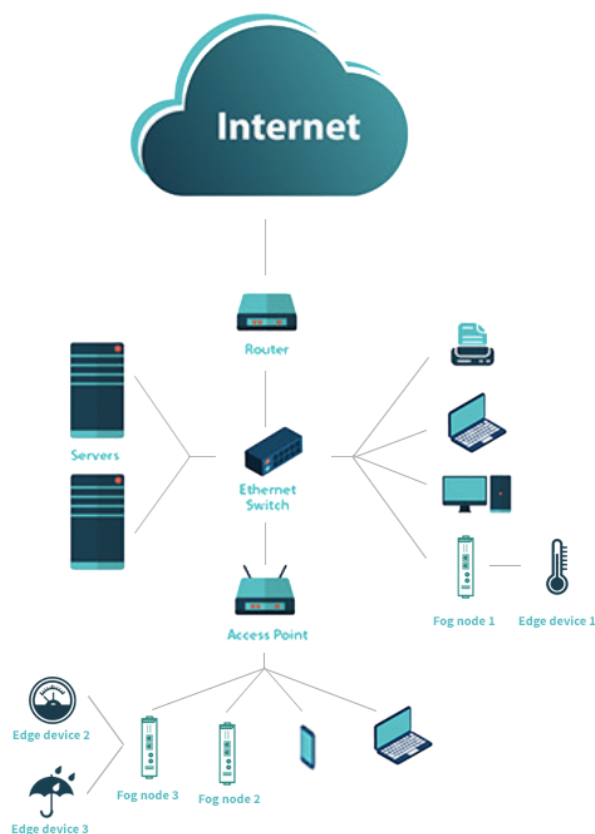 Internet
Router
Servers
Ethernet
Switch
Fog node 1
Edge device 1
Access Point
Edge device 2
Fog node 3
Fog node 2
Edge device 3